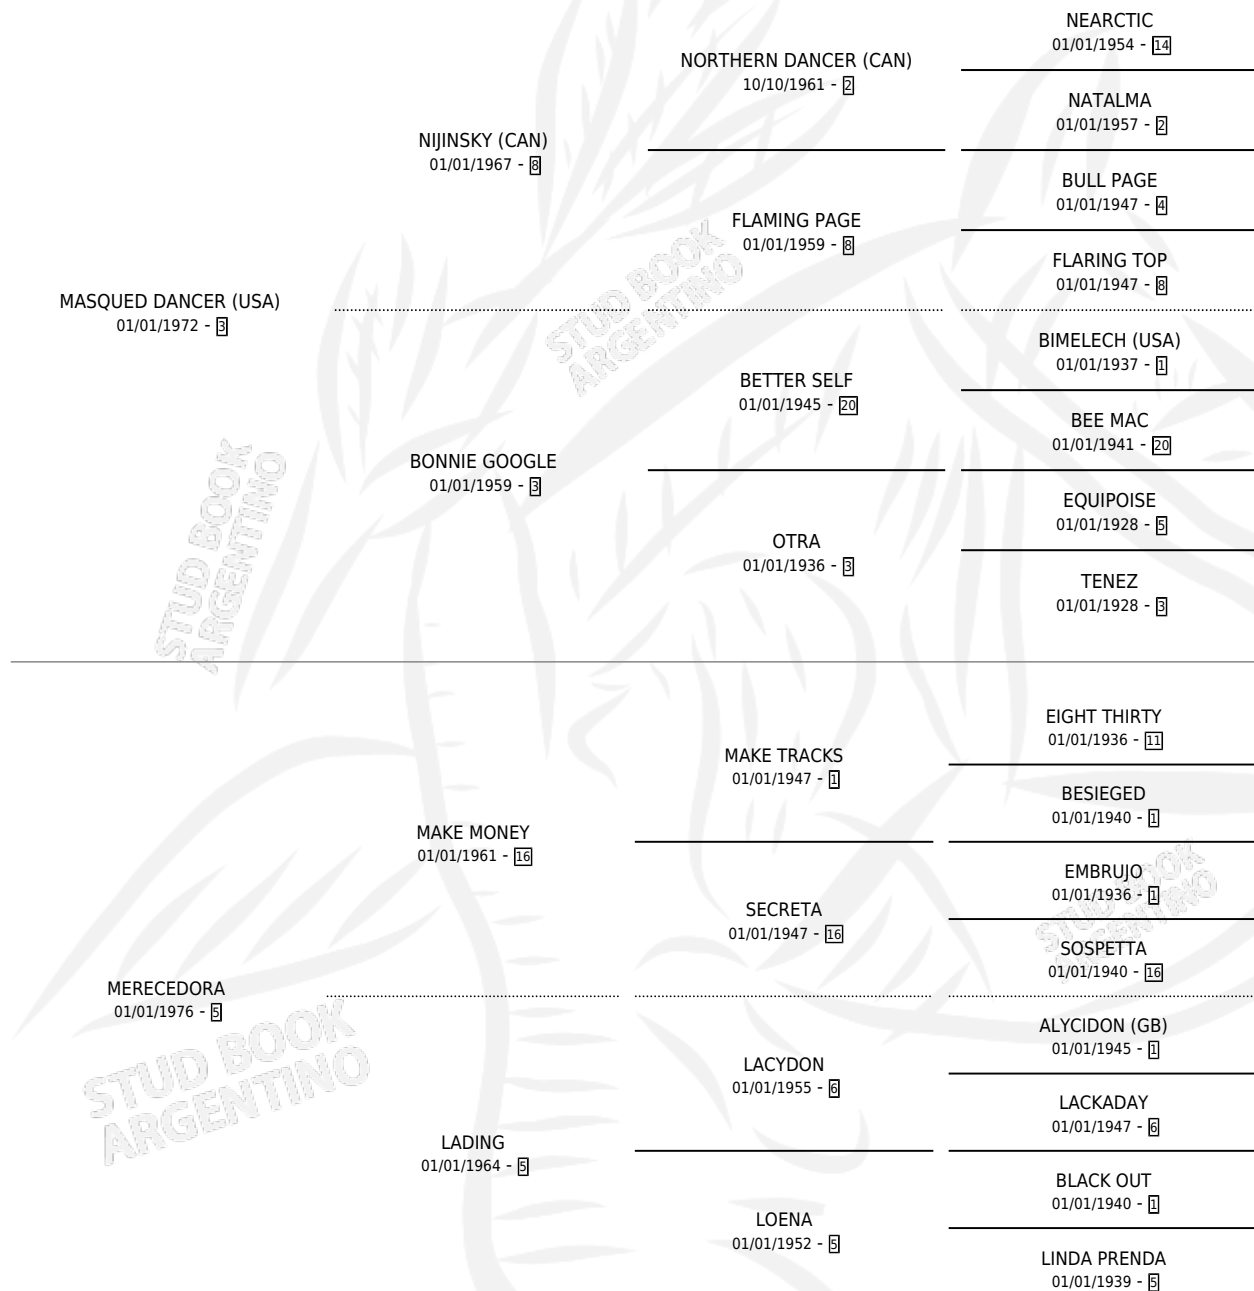 NEARCTIC
01/01/1954 - 14
NORTHERN DANCER (CAN)
10/10/1961 - 2
NATALMA
01/01/1957 - 2
NIJINSKY (CAN)
01/01/1967 - 8
BULL PAGE
01/01/1947 - 4
FLAMING PAGE
01/01/1959 - 8
FLARING TOP
01/01/1947 - 8
MASQUED DANCER (USA)
01/01/1972 - 3
STUD BOOK
ARGENTINO
BIMELECH (USA)
01/01/1937 - 1
BETTER SELF
01/01/1945 - 20
BEE MAC
01/01/1941 - 20
BONNIE GOOGLE
01/01/1959 - 3
EQUIPOISE
01/01/1928 - 5
OTRA
01/01/1936 - 3
TENEZ
01/01/1928 - 3
STUD BOOK
ARGENTINO
EIGHT THIRTY
01/01/1936 - 11
MAKE TRACKS
01/01/1947 - 1
BESIEGED
01/01/1940 - 1
MAKE MONEY
01/01/1961 - 16
EMBRUJO
01/01/1936 - 1
SECRETA
01/01/1947 - 16
STUD BOOK
ARGENTINO
SOSPETTA
01/01/1940 - 16
MERECEDORA
01/01/1976 - 5
STUD BOOK
ARGENTINO
ALYCIDON (GB)
01/01/1945 - 1
LACYDON
01/01/1955 - 6
LACKADAY
01/01/1947 - 6
LADING
01/01/1964 - 5
BLACK OUT
01/01/1940 - 1
LOENA
01/01/1952 - 5
LINDA PRENDA
01/01/1939 - 5